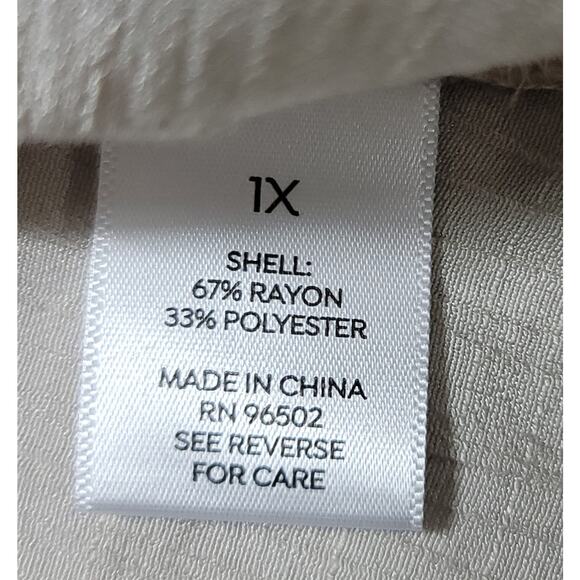 1X
SHELL:
67% RAYON
33% POLYESTER
MADE IN CHINA
RN 96502
SEE REVERSE
FOR CARE